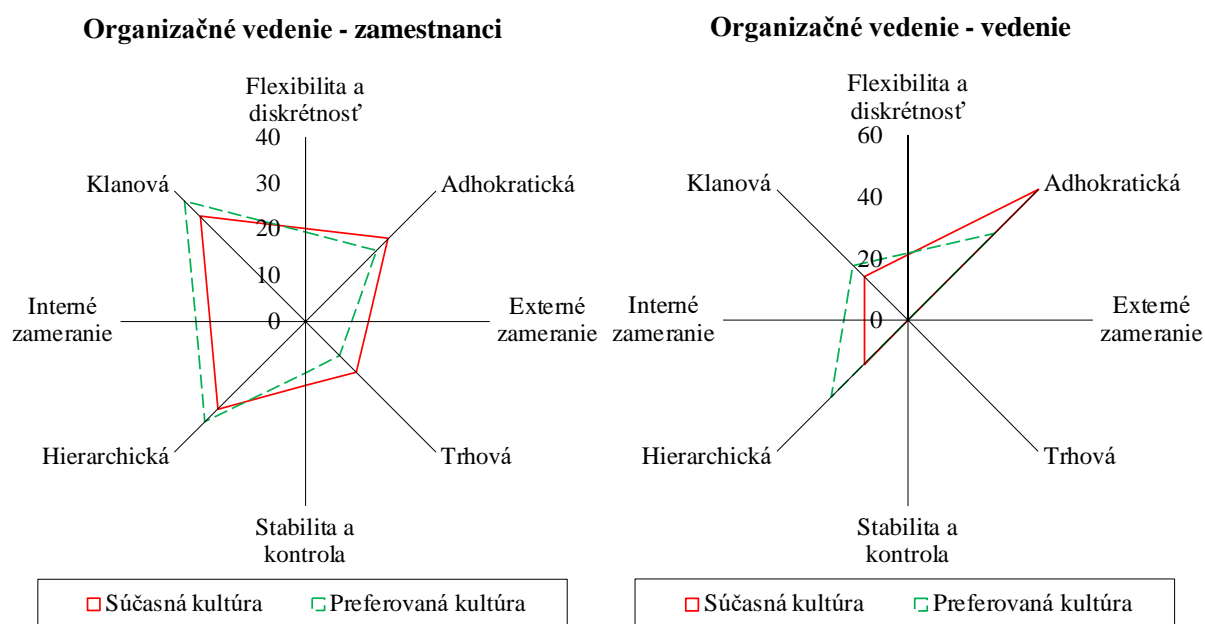 Organizačné vedenie - zamestnanci
Flexibilita a
diskrétnosť
40
30
20
10
0
Klanová
Adhokratická
Interné
zameranie
Externé
zameranie
Hierarchická
Trhová
Stabilita a
kontrola
Súčasná kultúra
Preferovaná kultúra
Organizačné vedenie - vedenie
Flexibilita a
diskrétnosť
60
40
20
0
Klanová
Adhokratická
Interné
zameranie
Externé
zameranie
Hierarchická
Trhová
Stabilita a
kontrola
Súčasná kultúra
Preferovaná kultúra